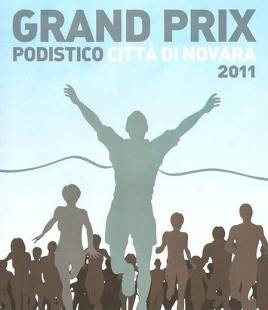 GRAND PRIX
PODISTICO CITTÀ DI NOVARA
2011